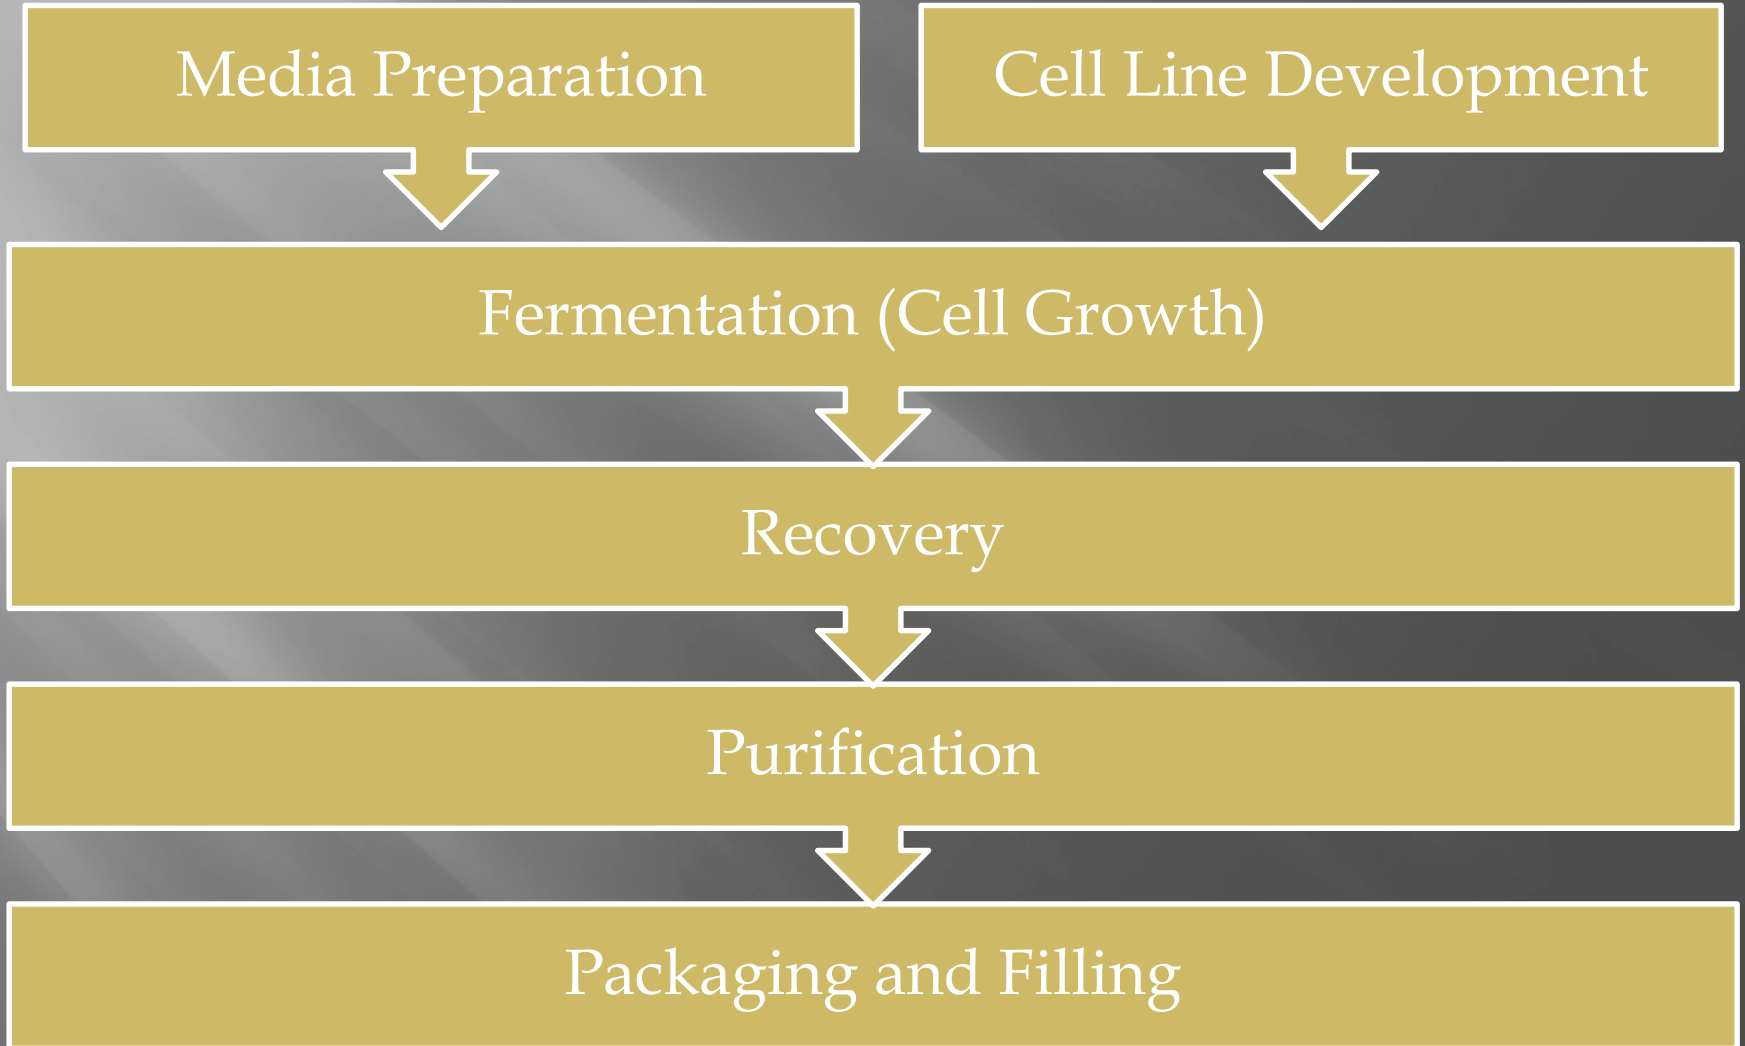 Media Preparation
Cell Line Development
Fermentation (Cell Growth)
Recovery
Purification
Packaging and Filling